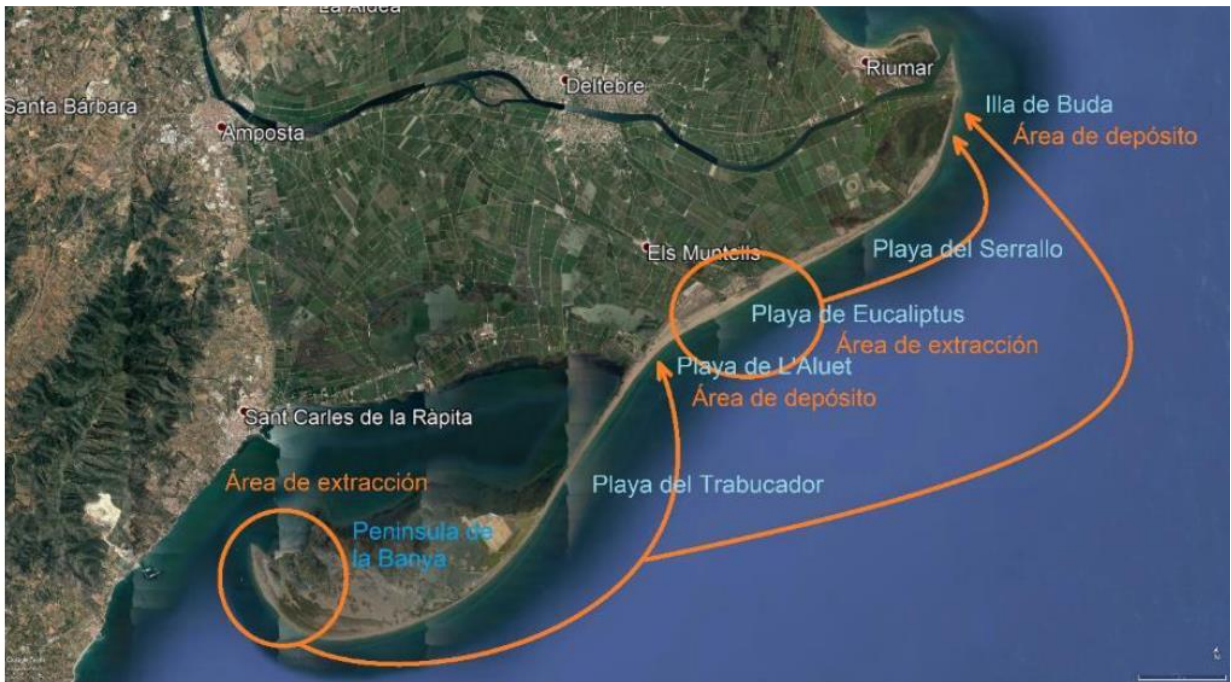 La Aldea
Riumar
Deltebre
Santa Bárbara
Illa de Buda
Amposta
Área de depósito
Els Muntells
Playa del Serrallo
Playa de Eucaliptus
Área de extracción
Playa de L'Aluet
Área de depósito
Sant Carles de la Ràpita
Área de extracción
Playa del Trabucador
Peninsula de
la Banya